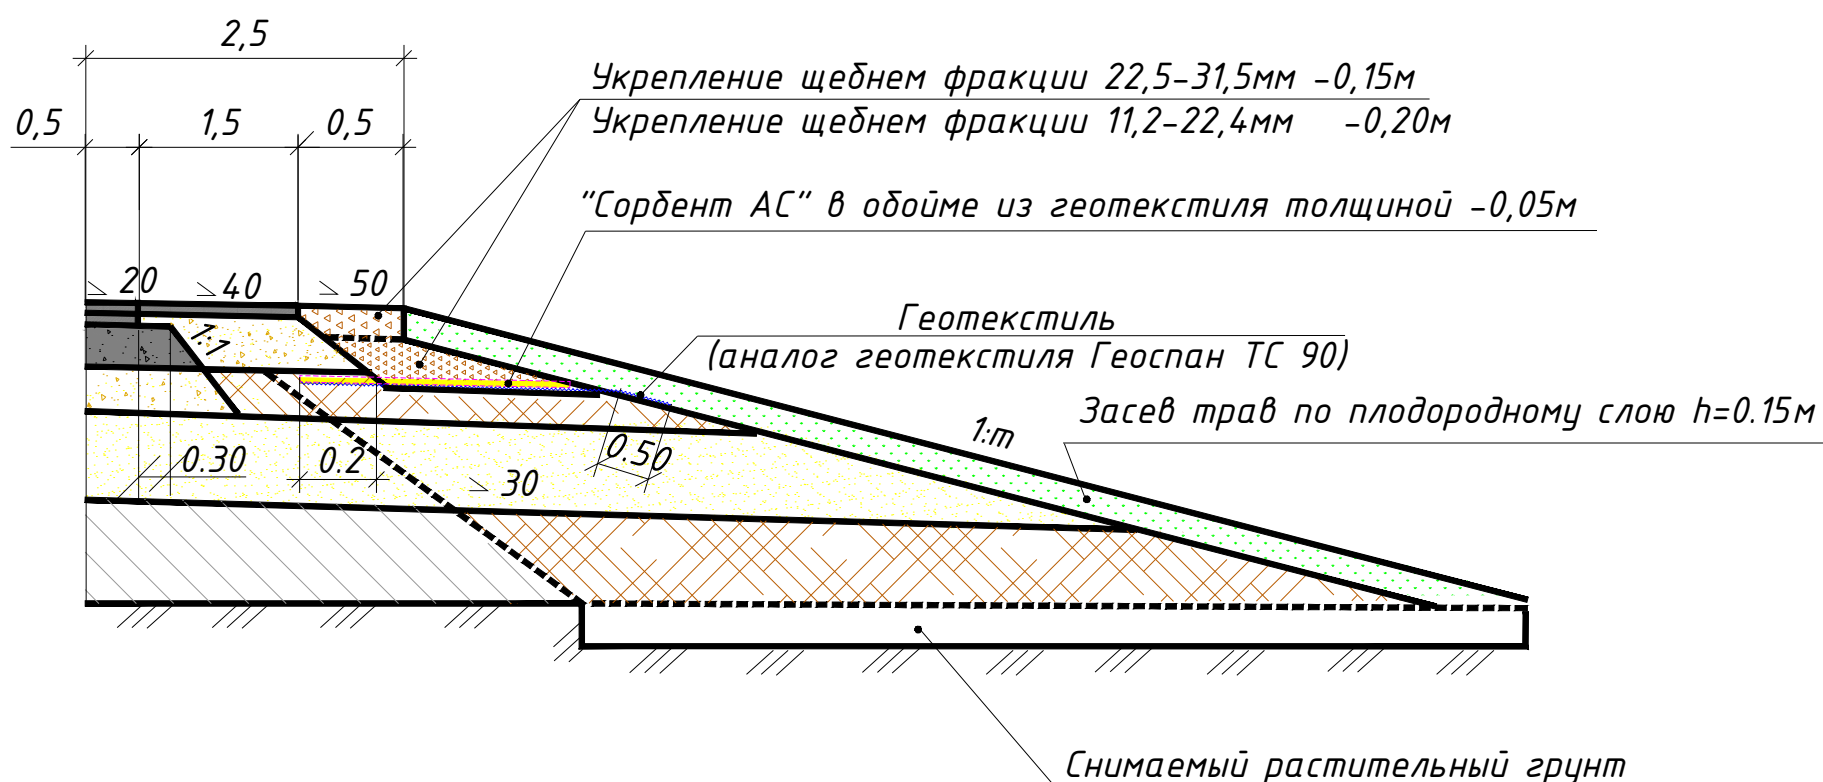 2,5
0,5 1,5 0,5
Укрепление щебнем фракции 22,5-31,5мм -0,15м
Укрепление щебнем фракции 11,2-22,4мм -0,20м
"Сорбент АС" в обойме из геотекстиля толщиной -0,05м
20 40 50
Геотекстиль
(аналог геотекстиля Геоспан ТС 90)
1:1
Засев трав по плодородному слою h=0.15м
1:m
0.30 0.2 0.50
30
Снимаемый растительный грунт